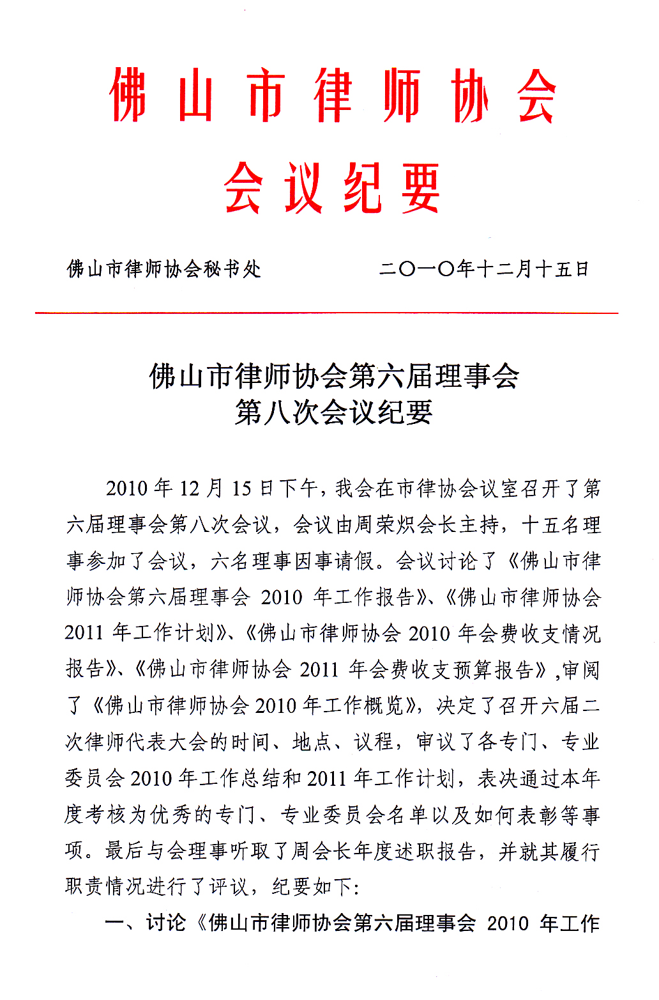 佛山市律师协会
会议纪要
佛山市律师协会秘书处 二〇一〇年十二月十五日
佛山市律师协会第六届理事会
第八次会议纪要
2010年12月15日下午，我会在市律协会议室召开了第
六届理事会第八次会议，会议由周荣炽会长主持，十五名理
事参加了会议，六名理事因事请假。会议讨论了《佛山市律
师协会第六届理事会 2010 年工作报告》、《佛山市律师协会
2011 年工作计划》、《佛山市律师协会 2010 年会费收支情况
报告》、《佛山市律师协会 2011 年会费收支预算报告》,审阅
了《佛山市律师协会 2010 年工作概览》，决定了召开六届二
次律师代表大会的时间、地点、议程，审议了各专门、专业
委员会 2010 年工作总结和 2011 年工作计划，表决通过本年
度考核为优秀的专门、专业委员会名单以及如何表彰等事
项。最后与会理事听取了周会长年度述职报告，并就其履行
职责情况进行了评议，纪要如下：
一、讨论《佛山市律师协会第六届理事会 2010 年工作